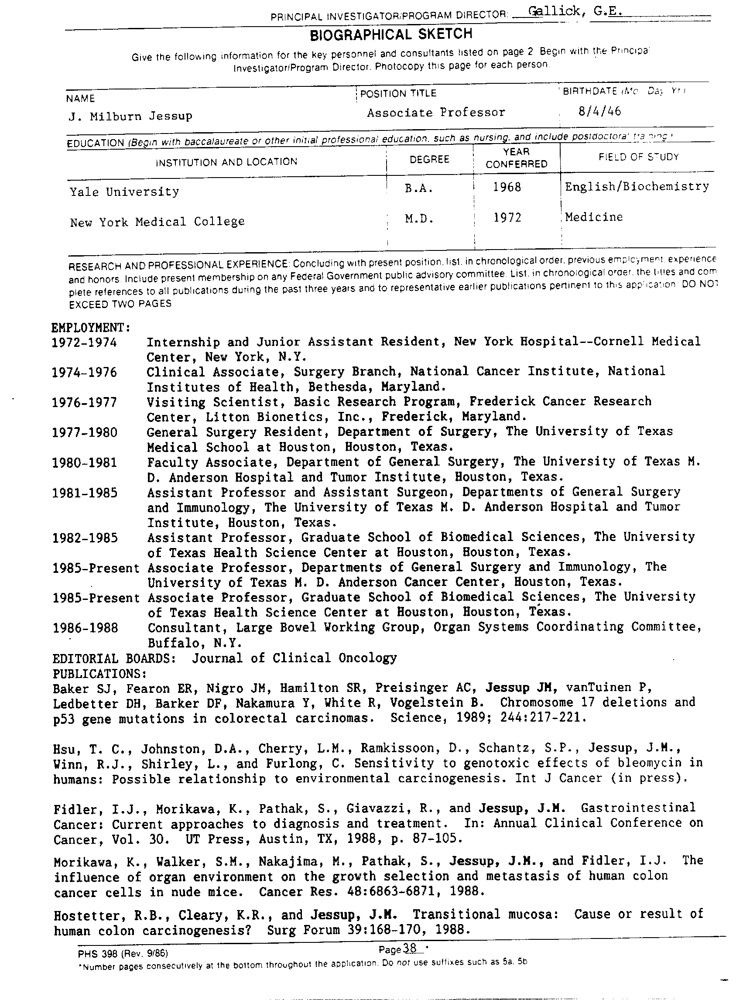 PRINCIPAL INVESTIGATOR/PROGRAM DIRECTOR: Gallick, G.E.
BIOGRAPHICAL SKETCH
Give the following information for the key personnel and consultants listed on page 2 Begin with the Principal
Investigator/Program Director. Photocopy this page for each person.
NAME POSITION TITLE BIRTHDATE (Mo Day Yr)
J. Milburn Jessup Associate Professor 8/4/46
EDUCATION (Begin with baccalaureate or other initial professional education, such as nursing, and include postdoctoral training)
INSTITUTION AND LOCATION DEGREE YEAR CONFERRED FIELD OF STUDY
Yale University B.A. 1968 English/Biochemistry
New York Medical College M.D. 1972 Medicine
RESEARCH AND PROFESSIONAL EXPERIENCE: Concluding with present position, list, in chronological order, previous employment, experience
and honors. Include present membership on any Federal Government public advisory committee. List, in chronological order, the titles and com
plete references to all publications during the past three years and to representative earlier publications pertinent to this application. DO NOT
EXCEED TWO PAGES
EMPLOYMENT:
1972-1974 Internship and Junior Assistant Resident, New York Hospital--Cornell Medical
Center, New York, N.Y.
1974-1976 Clinical Associate, Surgery Branch, National Cancer Institute, National
Institutes of Health, Bethesda, Maryland.
1976-1977 Visiting Scientist, Basic Research Program, Frederick Cancer Research
Center, Litton Bionetics, Inc., Frederick, Maryland.
1977-1980 General Surgery Resident, Department of Surgery, The University of Texas
Medical School at Houston, Houston, Texas.
1980-1981 Faculty Associate, Department of General Surgery, The University of Texas M.
D. Anderson Hospital and Tumor Institute, Houston, Texas.
1981-1985 Assistant Professor and Assistant Surgeon, Departments of General Surgery
and Immunology, The University of Texas M. D. Anderson Hospital and Tumor
Institute, Houston, Texas.
1982-1985 Assistant Professor, Graduate School of Biomedical Sciences, The University
of Texas Health Science Center at Houston, Houston, Texas.
1985-Present Associate Professor, Departments of General Surgery and Immunology, The
University of Texas M. D. Anderson Cancer Center, Houston, Texas.
1985-Present Associate Professor, Graduate School of Biomedical Sciences, The University
of Texas Health Science Center at Houston, Houston, Texas.
1986-1988 Consultant, Large Bowel Working Group, Organ Systems Coordinating Committee,
Buffalo, N.Y.
EDITORIAL BOARDS: Journal of Clinical Oncology
PUBLICATIONS:
Baker SJ, Fearon ER, Nigro JM, Hamilton SR, Preisinger AC, Jessup JM, vanTuinen P,
Ledbetter DH, Barker DF, Nakamura Y, White R, Vogelstein B. Chromosome 17 deletions and
p53 gene mutations in colorectal carcinomas. Science, 1989; 244:217-221.
Hsu, T. C., Johnston, D.A., Cherry, L.M., Ramkissoon, D., Schantz, S.P., Jessup, J.M.,
Winn, R.J., Shirley, L., and Furlong, C. Sensitivity to genotoxic effects of bleomycin in
humans: Possible relationship to environmental carcinogenesis. Int J Cancer (in press).
Fidler, I.J., Morikawa, K., Pathak, S., Giavazzi, R., and Jessup, J.M. Gastrointestinal
Cancer: Current approaches to diagnosis and treatment. In: Annual Clinical Conference on
Cancer, Vol. 30. UT Press, Austin, TX, 1988, p. 87-105.
Morikawa, K., Walker, S.M., Nakajima, M., Pathak, S., Jessup, J.M., and Fidler, I.J. The
influence of organ environment on the growth selection and metastasis of human colon
cancer cells in nude mice. Cancer Res. 48:6863-6871, 1988.
Hostetter, R.B., Cleary, K.R., and Jessup, J.M. Transitional mucosa: Cause or result of
human colon carcinogenesis? Surg Forum 39:168-170, 1988.
PHS 398 (Rev. 9/86) Page 38 *
*Number pages consecutively at the bottom throughout the application. Do not use suffixes such as 5a, 5b